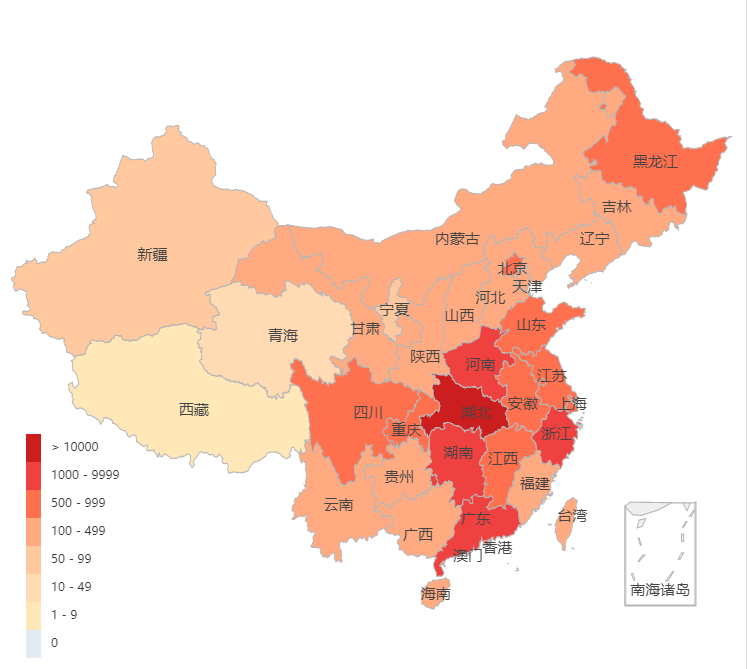 黑龙江
吉林
辽宁
内蒙古
新疆
北京
天津
河北
宁夏
山西
山东
甘肃
青海
陕西
河南
江苏
西藏
四川
湖北
安徽
上海
重庆
浙江
湖南
江西
贵州
福建
云南
广东
台湾
广西
香港
澳门
海南
南海诸岛
> 10000
1000 - 9999
500 - 999
100 - 499
50 - 99
10 - 49
1 - 9
0